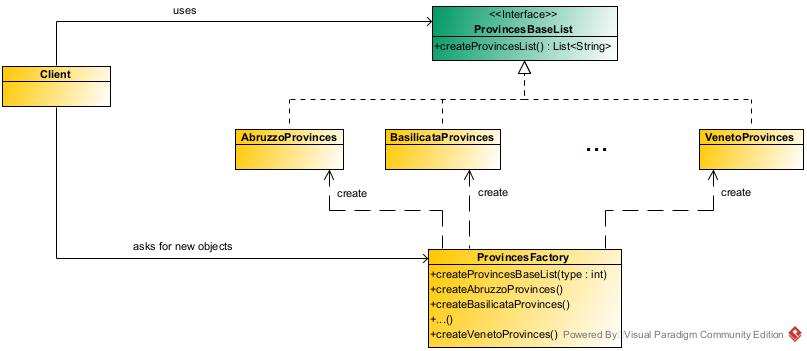 uses
<<Interface>>
ProvincesBaseList
+createProvincesList() : List<String>
Client
AbruzzoProvinces
BasilicataProvinces
...
VenetoProvinces
create
create
create
asks for new objects
ProvincesFactory
+createProvincesBaseList(type : int)
+createAbruzzoProvinces()
+createBasilicataProvinces()
+...()
+createVenetoProvinces()
Powered By: Visual Paradigm Community Edition